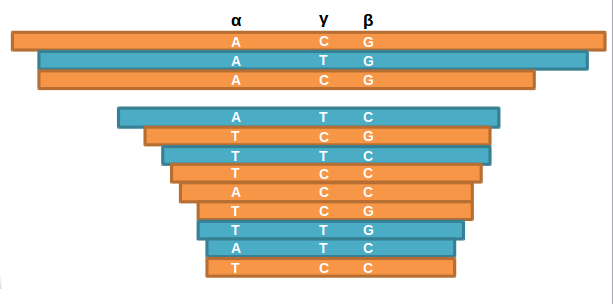 α γ β
A C G
A T G
A C G
A T C
T C G
T T C
T C C
A C C
T C G
T T G
A T C
T C C